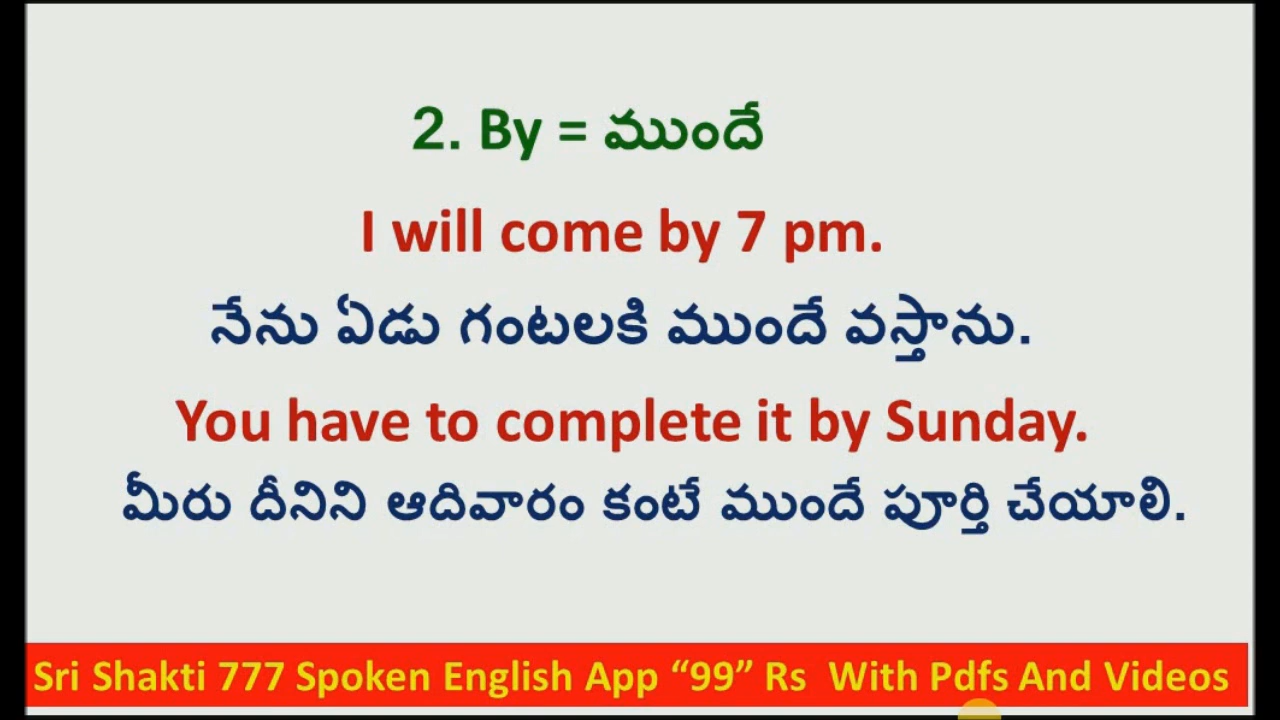 2. By = ముందే
I will come by 7 pm.
నేను ఏడు గంటలకి ముందే వస్తాను.
You have to complete it by Sunday.
మీరు దీనిని ఆదివారం కంటే ముందే పూర్తి చేయాలి.
Sri Shakti 777 Spoken English App “99” Rs With Pdfs And Videos